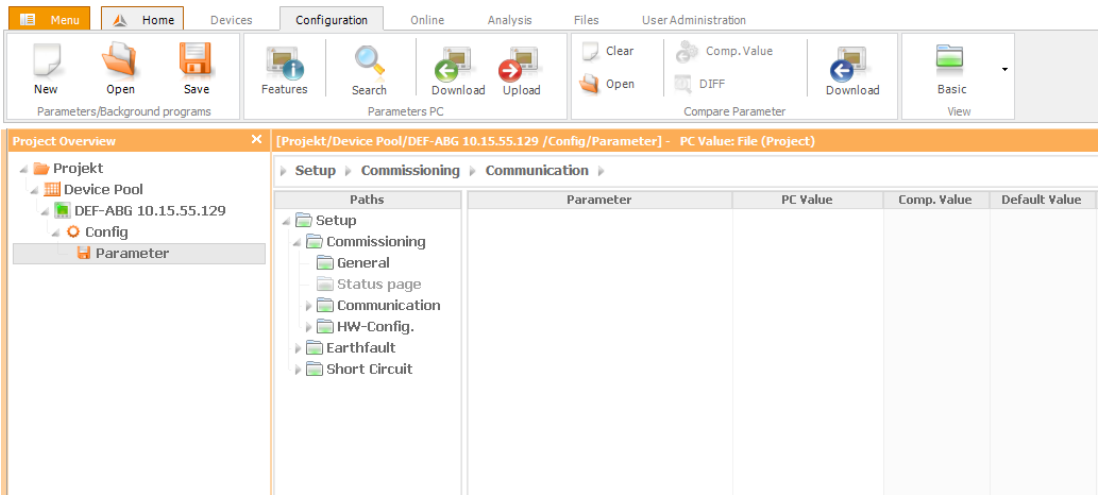 Menu Home Devices Configuration Online Analysis Files User Administration
New Open Save
Parameters/Background programs
Features Search Download Upload
Parameters PC
Clear Comp. Value
Open DIFF Download
Compare Parameter
Basic
View
Project Overview
Projekt
Device Pool
DEF-ABG 10.15.55.129
Config
Parameter
[Projekt/Device Pool/DEF-ABG 10.15.55.129 /Config/Parameter] - PC Value: File (Project)
Setup Commissioning Communication
Paths Parameter PC Value Comp. Value Default Value
Setup
Commissioning
General
Status page
Communication
HW-Config.
Earthfault
Short Circuit